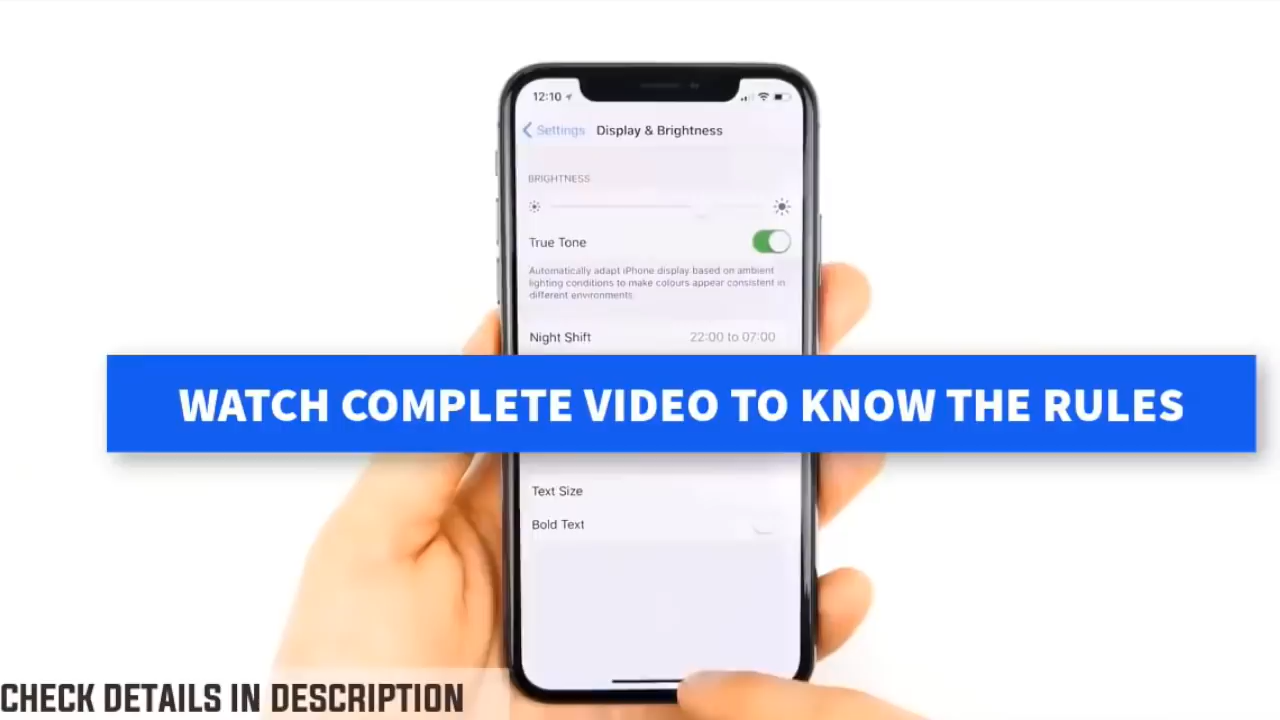 12:10
Settings Display & Brightness
BRIGHTNESS
True Tone
Automatically adapt iPhone display based on ambient
lighting conditions to make colours appear consistent in
different environments.
Night Shift 22:00 to 07:00
WATCH COMPLETE VIDEO TO KNOW THE RULES
Text Size
Bold Text
CHECK DETAILS IN DESCRIPTION